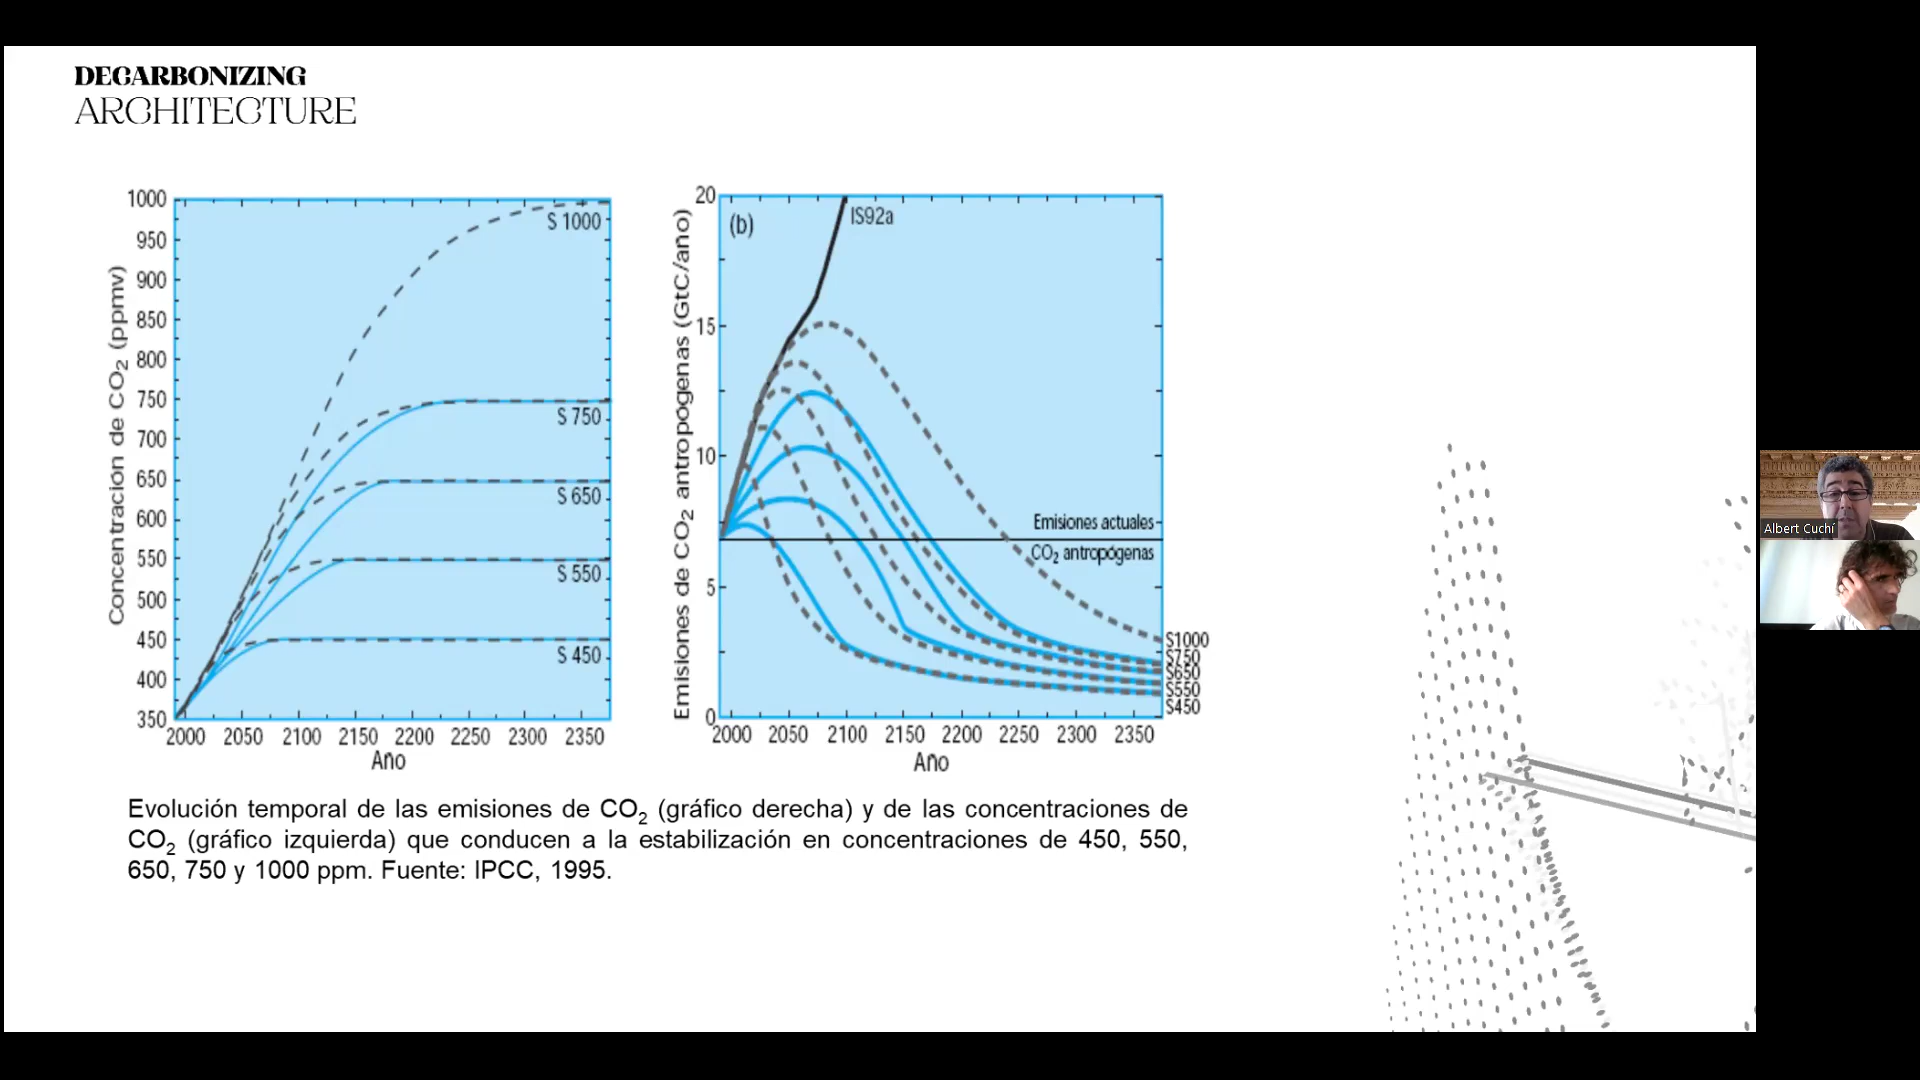 DECARBONIZING
ARCHITECTURE
Concentración de CO2 (ppmv)
1000
950
900
850
800
750
700
650
600
550
500
450
400
350
S 1000
S 750
S 650
S 550
S 450
2000 2050 2100 2150 2200 2250 2300 2350
Año
Emisiones de CO2 antropógenas (GtC/ano)
20
15
10
5
0
(b)
IS92a
Emisiones actuales
CO2 antropógenas
S1000
S750
S650
S550
S450
2000 2050 2100 2150 2200 2250 2300 2350
Año
Evolución temporal de las emisiones de CO2 (gráfico derecha) y de las concentraciones de
CO2 (gráfico izquierda) que conducen a la estabilización en concentraciones de 450, 550,
650, 750 y 1000 ppm. Fuente: IPCC, 1995.
Albert Cuchí